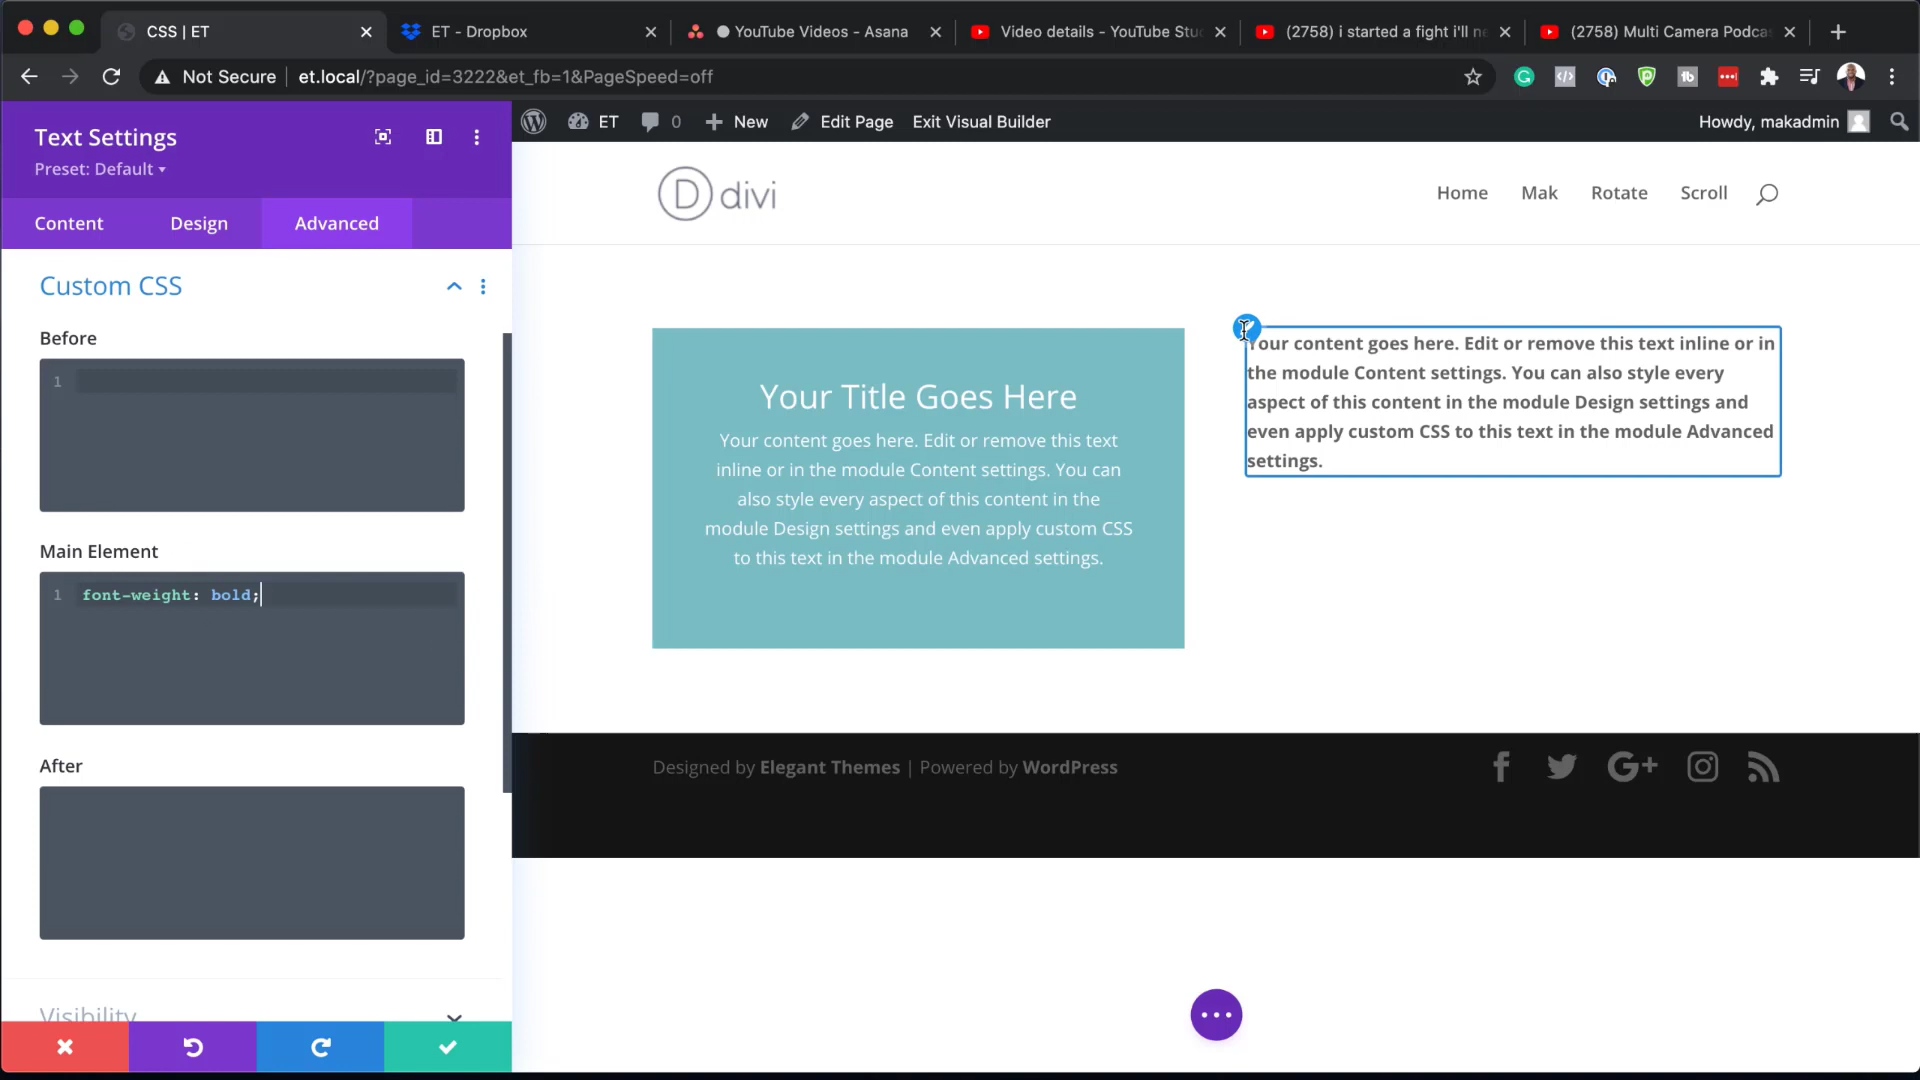 CSS | ET
ET - Dropbox
YouTube Videos - Asana
Video details - YouTube Stu
(2758) i started a fight i'll ne
(2758) Multi Camera Podca
Not Secure
et.local/?page_id=3222&et_fb=1&PageSpeed=off
Text Settings
Preset: Default
Content
Design
Advanced
Custom CSS
Before
1
Main Element
1 font-weight: bold;
After
Visibility
ET
0
New
Edit Page
Exit Visual Builder
Howdy, makadmin
D divi
Home
Mak
Rotate
Scroll
Your Title Goes Here
Your content goes here. Edit or remove this text
inline or in the module Content settings. You can
also style every aspect of this content in the
module Design settings and even apply custom CSS
to this text in the module Advanced settings.
Your content goes here. Edit or remove this text inline or in
the module Content settings. You can also style every
aspect of this content in the module Design settings and
even apply custom CSS to this text in the module Advanced
settings.
Designed by Elegant Themes | Powered by WordPress
G+